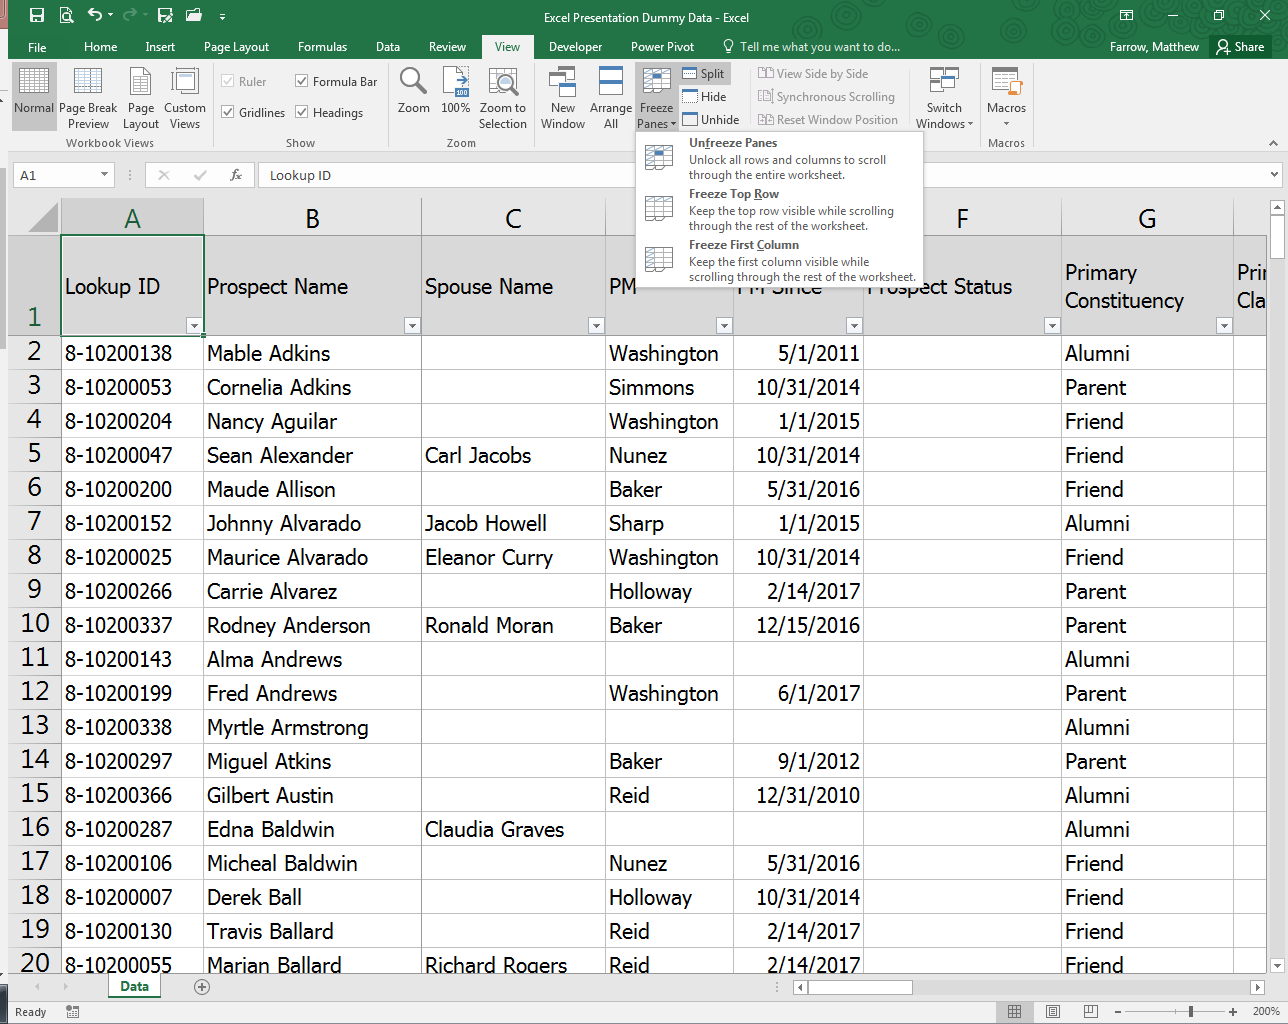 Excel Presentation Dummy Data - Excel
File Home Insert Page Layout Formulas Data Review View Developer Power Pivot Tell me what you want to do... Farrow, Matthew Share
Normal
Page Break Preview
Page Layout
Custom Views
Workbook Views
Ruler
Formula Bar
Gridlines
Headings
Show
Zoom
100%
Zoom to Selection
Zoom
New Window
Arrange All
Freeze Panes
Split
Hide
Unhide
View Side by Side
Synchronous Scrolling
Reset Window Position
Switch Windows
Macros
Macros
Unfreeze Panes
Unlock all rows and columns to scroll
through the entire worksheet.
Freeze Top Row
Keep the top row visible while scrolling
through the rest of the worksheet.
Freeze First Column
Keep the first column visible while
scrolling through the rest of the worksheet.
A1 fx Lookup ID
A B C F G
1 Lookup ID Prospect Name Spouse Name PM PM Since Prospect Status Primary Constituency Pri Cla
2 8-10200138 Mable Adkins Washington 5/1/2011 Alumni
3 8-10200053 Cornelia Adkins Simmons 10/31/2014 Parent
4 8-10200204 Nancy Aguilar Washington 1/1/2015 Friend
5 8-10200047 Sean Alexander Carl Jacobs Nunez 10/31/2014 Friend
6 8-10200200 Maude Allison Baker 5/31/2016 Friend
7 8-10200152 Johnny Alvarado Jacob Howell Sharp 1/1/2015 Alumni
8 8-10200025 Maurice Alvarado Eleanor Curry Washington 10/31/2014 Friend
9 8-10200266 Carrie Alvarez Holloway 2/14/2017 Parent
10 8-10200337 Rodney Anderson Ronald Moran Baker 12/15/2016 Parent
11 8-10200143 Alma Andrews Alumni
12 8-10200199 Fred Andrews Washington 6/1/2017 Parent
13 8-10200338 Myrtle Armstrong Alumni
14 8-10200297 Miguel Atkins Baker 9/1/2012 Parent
15 8-10200366 Gilbert Austin Reid 12/31/2010 Alumni
16 8-10200287 Edna Baldwin Claudia Graves Alumni
17 8-10200106 Micheal Baldwin Nunez 5/31/2016 Friend
18 8-10200007 Derek Ball Holloway 10/31/2014 Friend
19 8-10200130 Travis Ballard Reid 2/14/2017 Friend
20 8-10200055 Marian Ballard Richard Rogers Reid 2/14/2017 Friend
Data
Ready 200%